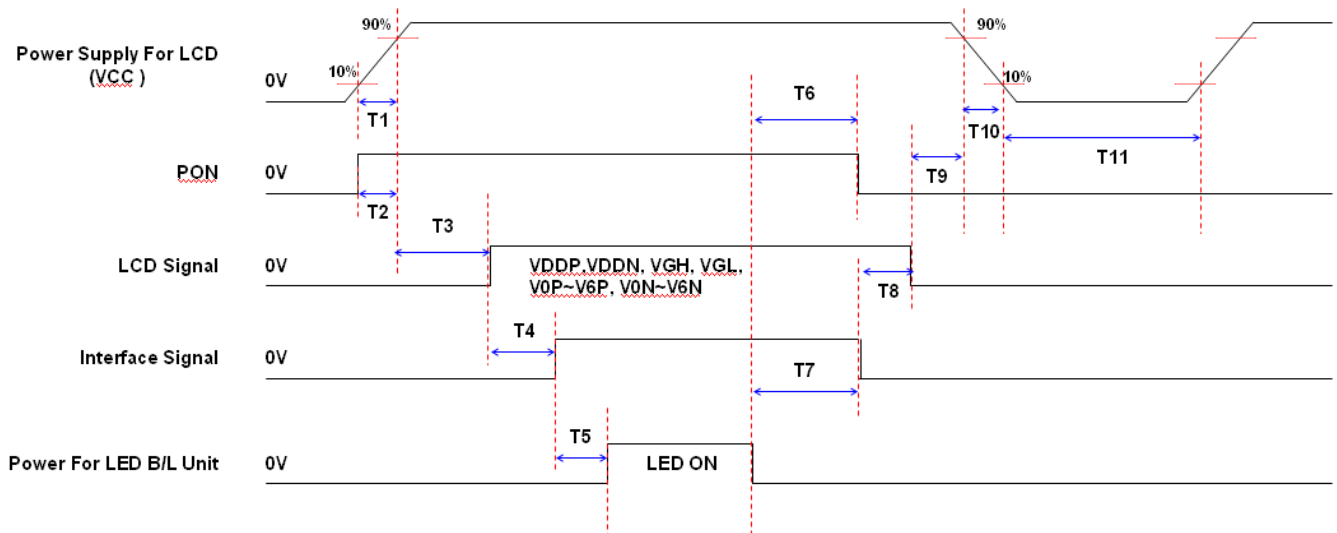 90%
90%
Power Supply For LCD
(VCC )
0V
10%
10%
T1
T6
T10
T11
PON
0V
T9
T2
T3
LCD Signal
0V
VDDP,VDDN, VGH, VGL,
V0P~V6P, V0N~V6N
T8
T4
Interface Signal
0V
T7
T5
Power For LED B/L Unit
0V
LED ON